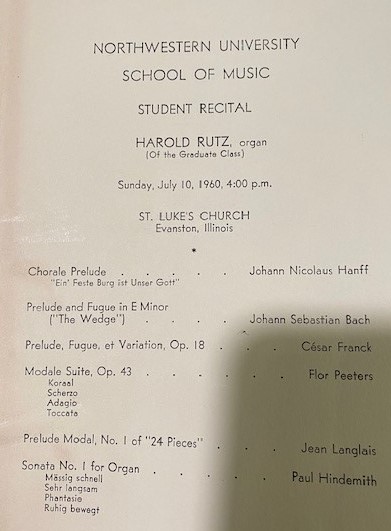 NORTHWESTERN UNIVERSITY
SCHOOL OF MUSIC
STUDENT RECITAL
HAROLD RUTZ, organ
(Of the Graduate Class)
Sunday, July 10, 1960, 4:00 p.m.
ST. LUKE'S CHURCH
Evanston, Illinois
*
Chorale Prelude . . . . . Johann Nicolaus Hanff
"Ein' Feste Burg ist Unser Gott"
Prelude and Fugue in E Minor
("The Wedge") . . . . Johann Sebastian Bach
Prelude, Fugue, et Variation, Op. 18 . . . César Franck
Modale Suite, Op. 43 . . . . . . Flor Peeters
Koraal
Scherzo
Adagio
Toccata
Prelude Modal, No. 1 of "24 Pieces" . . . Jean Langlais
Sonata No. 1 for Organ . . . . . Paul Hindemith
Mässig schnell
Sehr langsam
Phantasie
Ruhig bewegt